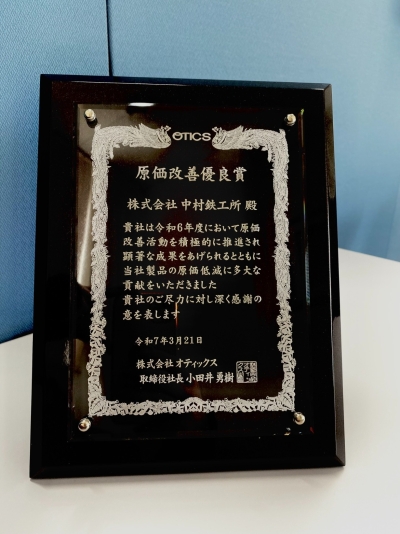 OTICS
原価改善優良賞
株式会社 中村鉄工所 殿
貴社は令和6年度において原価
改善活動を積極的に推進され
顕著な成果をあげられるとともに
当社製品の原価低減に多大な
貢献をいただきました
貴社のご尽力に対し深く感謝の
意を表します
令和7年3月21日
株式会社 オティックス
取締役社長 小田井 勇樹